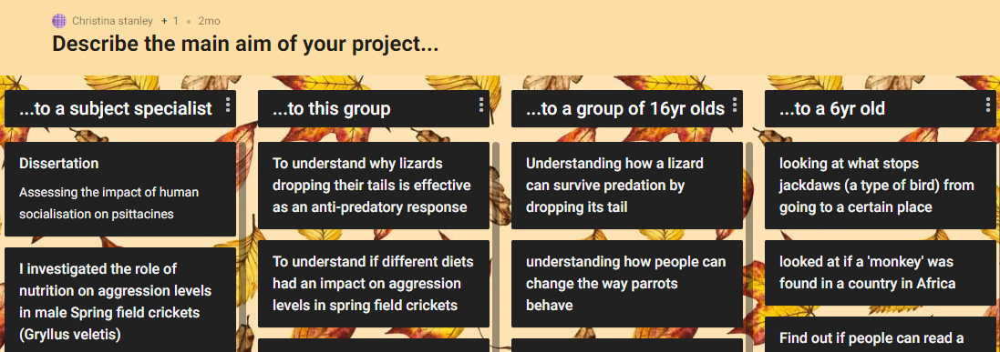 Christina stanley + 1 • 2mo
Describe the main aim of your project...
...to a subject specialist
Dissertation
Assessing the impact of human
socialisation on psittacines
I investigated the role of
nutrition on aggression levels
in male Spring field crickets
(Gryllus veletis)
...to this group
To understand why lizards
dropping their tails is effective
as an anti-predatory response
To understand if different diets
had an impact on aggression
levels in spring field crickets
...to a group of 16yr olds
Understanding how a lizard
can survive predation by
dropping its tail
understanding how people can
change the way parrots
behave
...to a 6yr old
looking at what stops
jackdaws (a type of bird) from
going to a certain place
looked at if a 'monkey' was
found in a country in Africa
Find out if people can read a